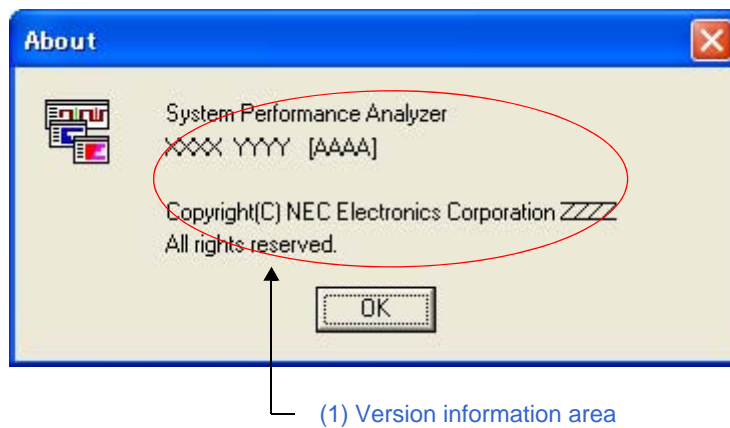 About
System Performance Analyzer
XXXX YYYY [AAAA]
Copyright(C) NEC Electronics Corporation ZZZZ
All rights reserved.
OK
(1) Version information area